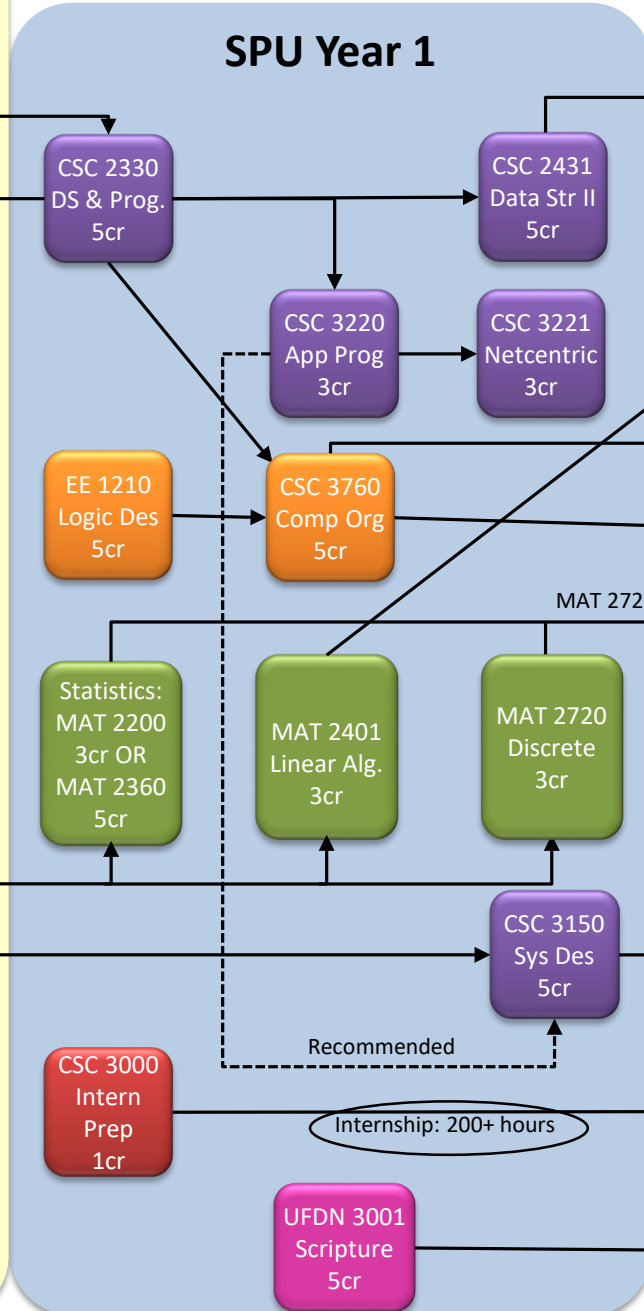 SPU Year 1
CSC 2330
DS & Prog.
5cr
CSC 2431
Data Str II
5cr
CSC 3220
App Prog
3cr
CSC 3221
Netcentric
3cr
EE 1210
Logic Des
5cr
CSC 3760
Comp Org
5cr
MAT 272
Statistics:
MAT 2200
3cr OR
MAT 2360
5cr
MAT 2401
Linear Alg.
3cr
MAT 2720
Discrete
3cr
CSC 3150
Sys Des
5cr
Recommended
CSC 3000
Intern
Prep
1cr
Internship: 200+ hours
UFDN 3001
Scripture
5cr